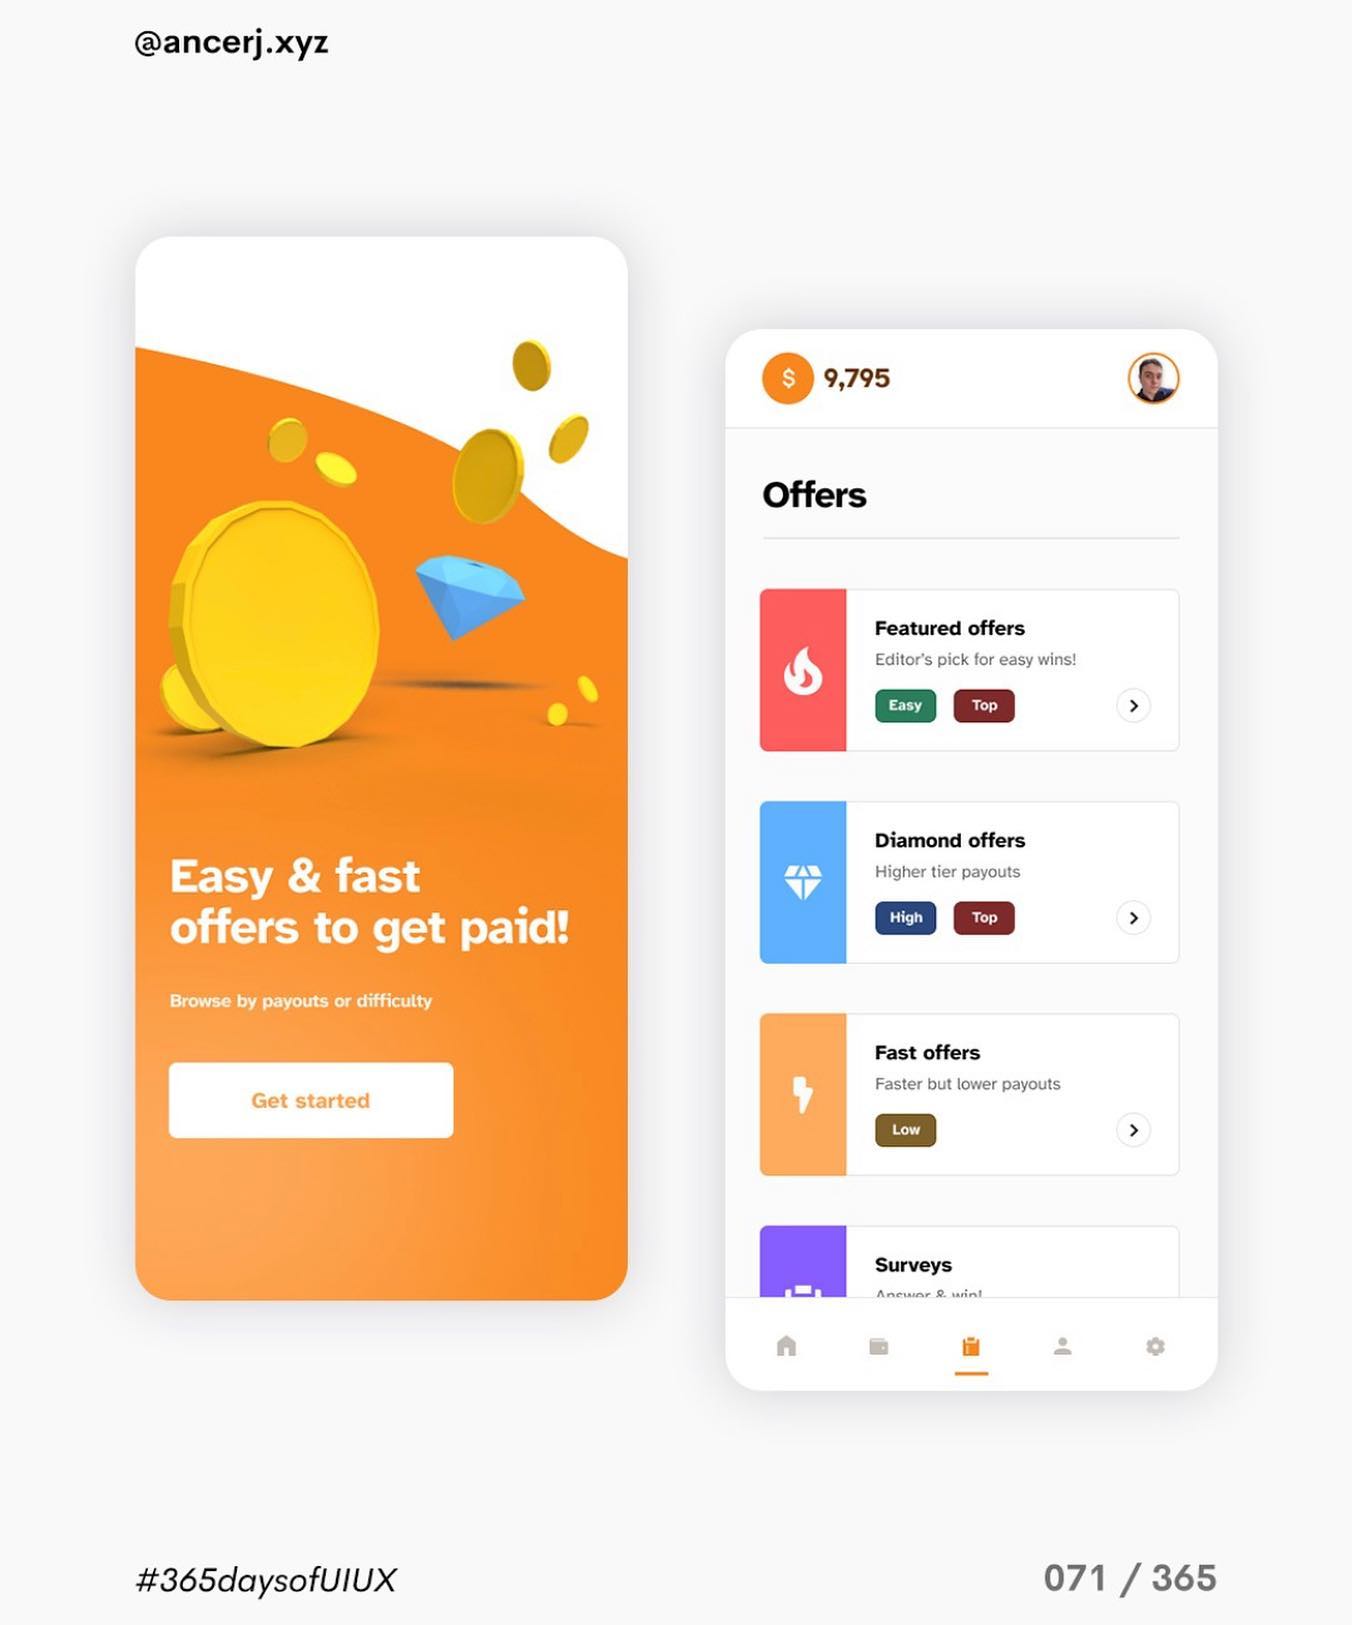 @ancerj.xyz
Easy & fast
offers to get paid!
Browse by payouts or difficulty
Get started
$ 9,795
Offers
Featured offers
Editor's pick for easy wins!
Easy Top
Diamond offers
Higher tier payouts
High Top
Fast offers
Faster but lower payouts
Low
Surveys
Answer & win!
#365daysofUIUX
071 / 365